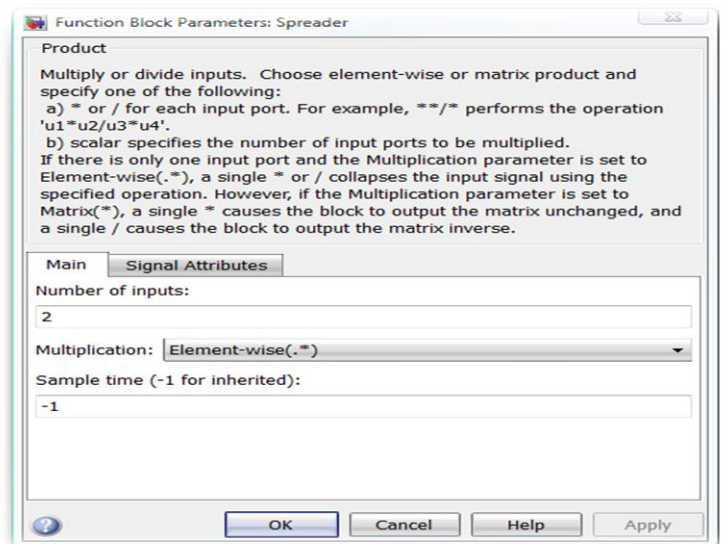 Function Block Parameters: Spreader
Product
Multiply or divide inputs.  Choose element-wise or matrix product and
specify one of the following:
a) * or / for each input port. For example, **/* performs the operation
'u1*u2/u3*u4'.
b) scalar specifies the number of input ports to be multiplied.
If there is only one input port and the Multiplication parameter is set to
Element-wise(.*), a single * or / collapses the input signal using the
specified operation. However, if the Multiplication parameter is set to
Matrix(*), a single * causes the block to output the matrix unchanged, and
a single / causes the block to output the matrix inverse.
Main Signal Attributes
Number of inputs:
2
Multiplication: Element-wise(.*)
Sample time (-1 for inherited):
-1
OK Cancel Help Apply